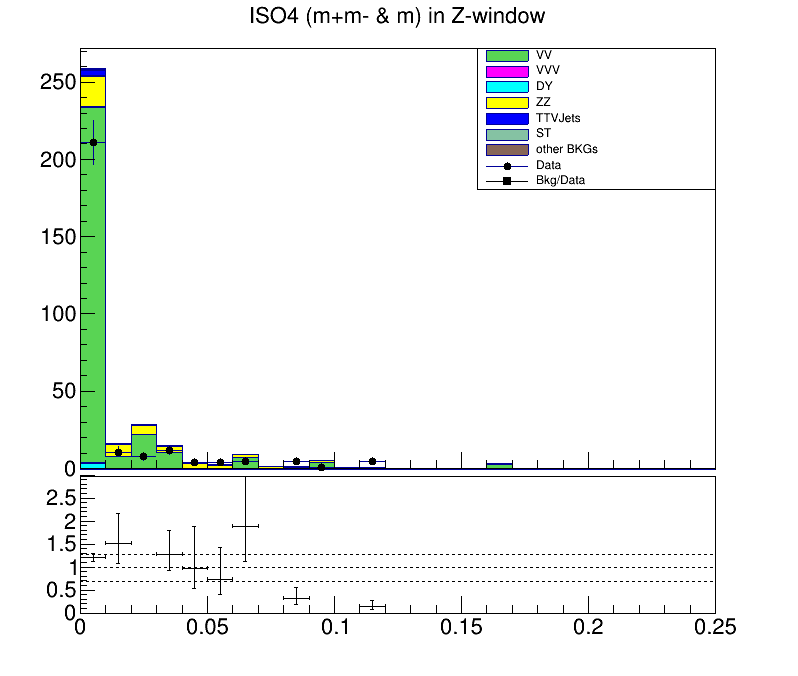 ISO4 (m+m- & m) in Z-window
VV
VVV
DY
ZZ
TTVJets
ST
other BKGs
Data
Bkg/Data
250
200
150
100
50
0
2.5
2
1.5
1
0.5
0
0 0.05 0.1 0.15 0.2 0.25